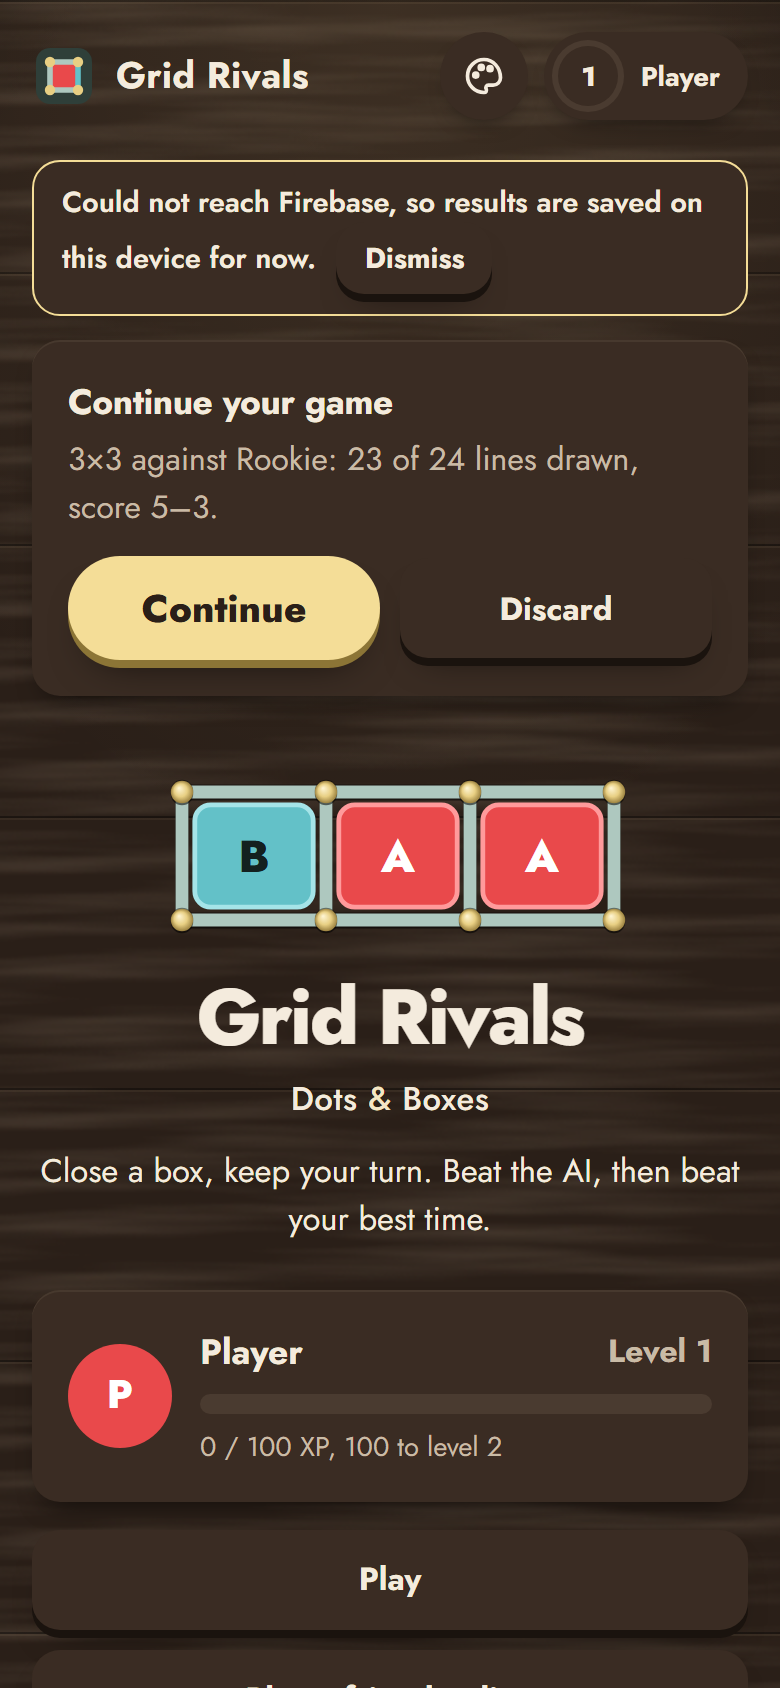 Grid Rivals
1 Player
Could not reach Firebase, so results are saved on
this device for now. Dismiss
Continue your game
3×3 against Rookie: 23 of 24 lines drawn,
score 5–3.
Continue Discard
B A A
Grid Rivals
Dots & Boxes
Close a box, keep your turn. Beat the AI, then beat
your best time.
P
Player Level 1
0 / 100 XP, 100 to level 2
Play